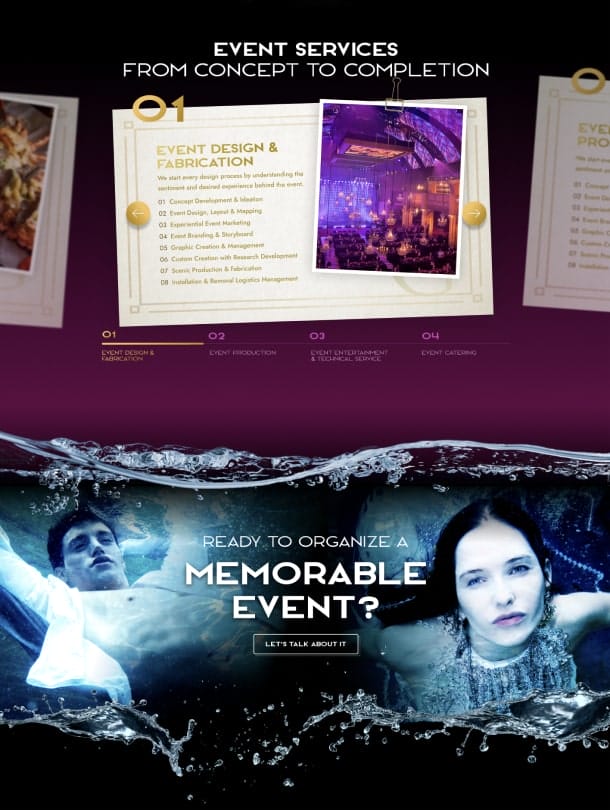 EVENT SERVICES
FROM CONCEPT TO COMPLETION
01
EVENT DESIGN &
FABRICATION
We start every design process by understanding the
sentiment and desired experience behind the event.
01 Concept Development & Ideation
02 Event Design, Layout & Mapping
03 Experiential Event Marketing
04 Event Branding & Storyboard
05 Graphic Creation & Management
06 Custom Creation with Research Development
07 Scenic Production & Fabrication
08 Installation & Removal Logistics Management
01
EVENT DESIGN &
FABRICATION
02
EVENT PRODUCTION
03
EVENT ENTERTAINMENT
& TECHNICAL SERVICE
04
EVENT CATERING
READY TO ORGANIZE A
MEMORABLE
EVENT?
LET'S TALK ABOUT IT